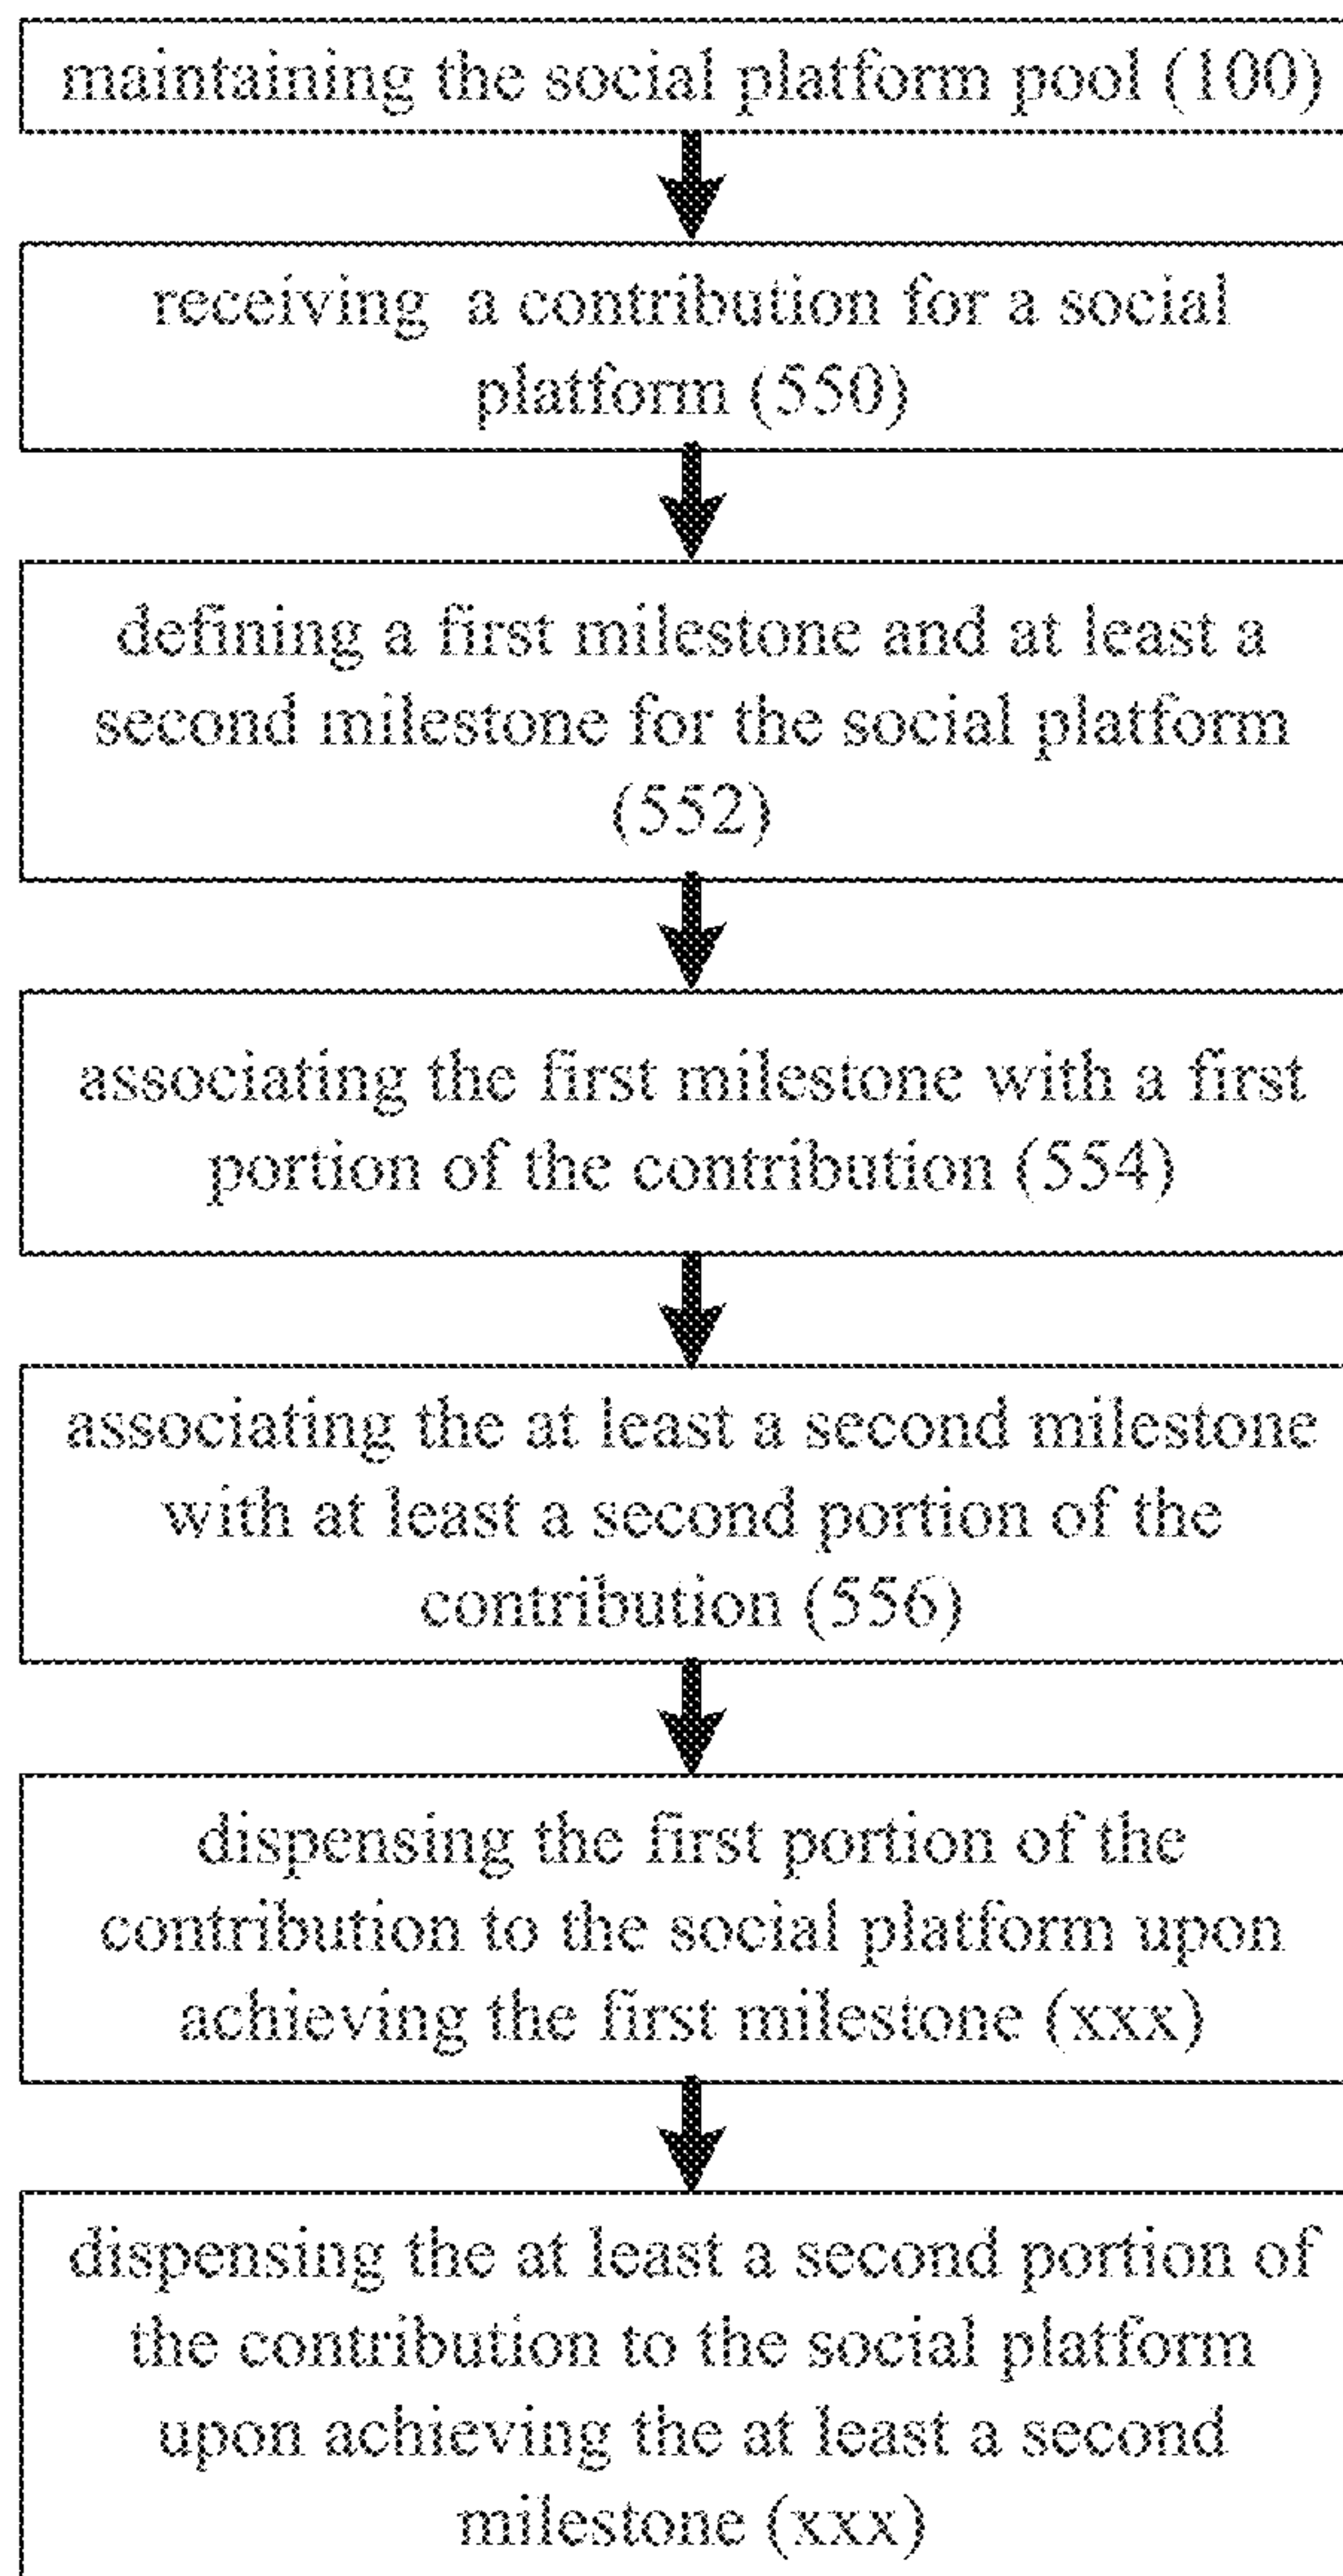 maintaining the social platform pool (100)
receiving a contribution for a social
platform (550)
defining a first milestone and at least a
second milestone for the social platform
(552)
associating the first milestone with a first
portion of the contribution (554)
associating the at least a second milestone
with at least a second portion of the
contribution (556)
dispensing the first portion of the
contribution to the social platform upon
achieving the first milestone (xxx)
dispensing the at least a second portion of
the contribution to the social platform
upon achieving the at least a second
milestone (xxx)